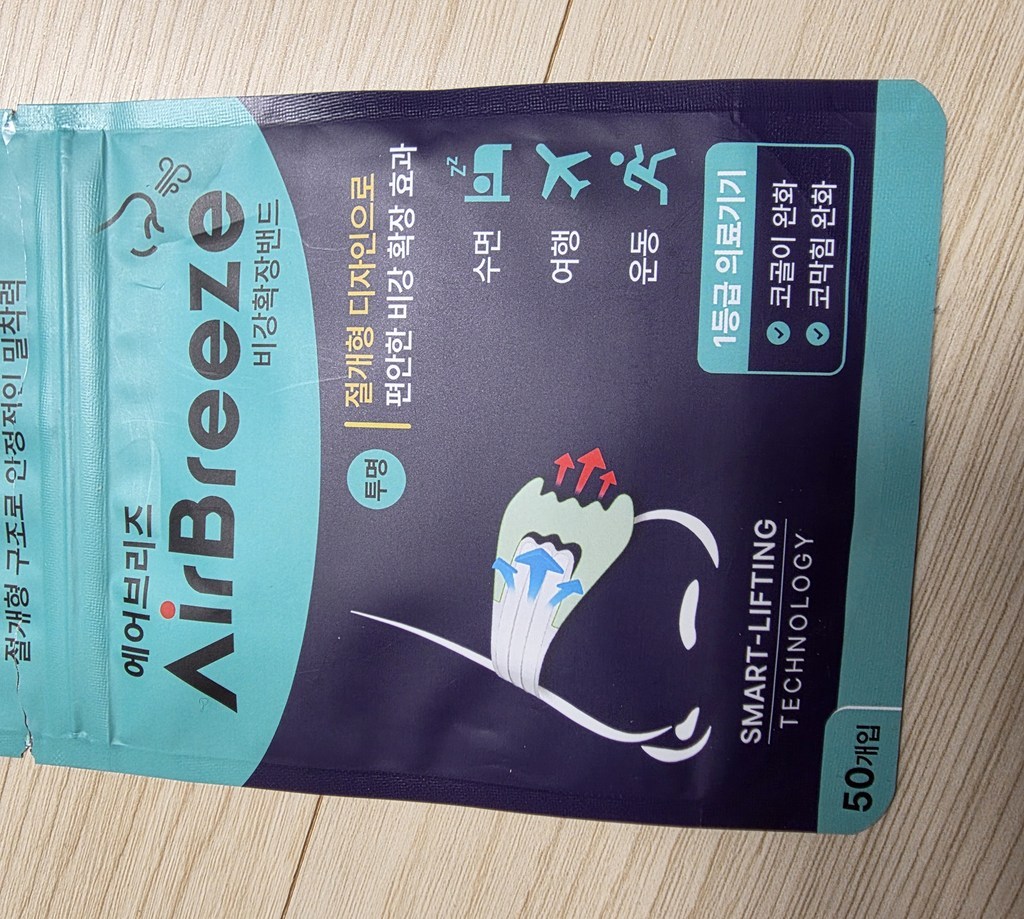 절개형 구조로 안정적인 밀착력
에어브리즈
AirBreeze
비강확장밴드
투명
절개형 디자인으로
편안한 비강 확장 효과
zz
수면
여행
운동
1등급 의료기기
코골이 완화
코막힘 완화
SMART-LIFTING
TECHNOLOGY
50개입